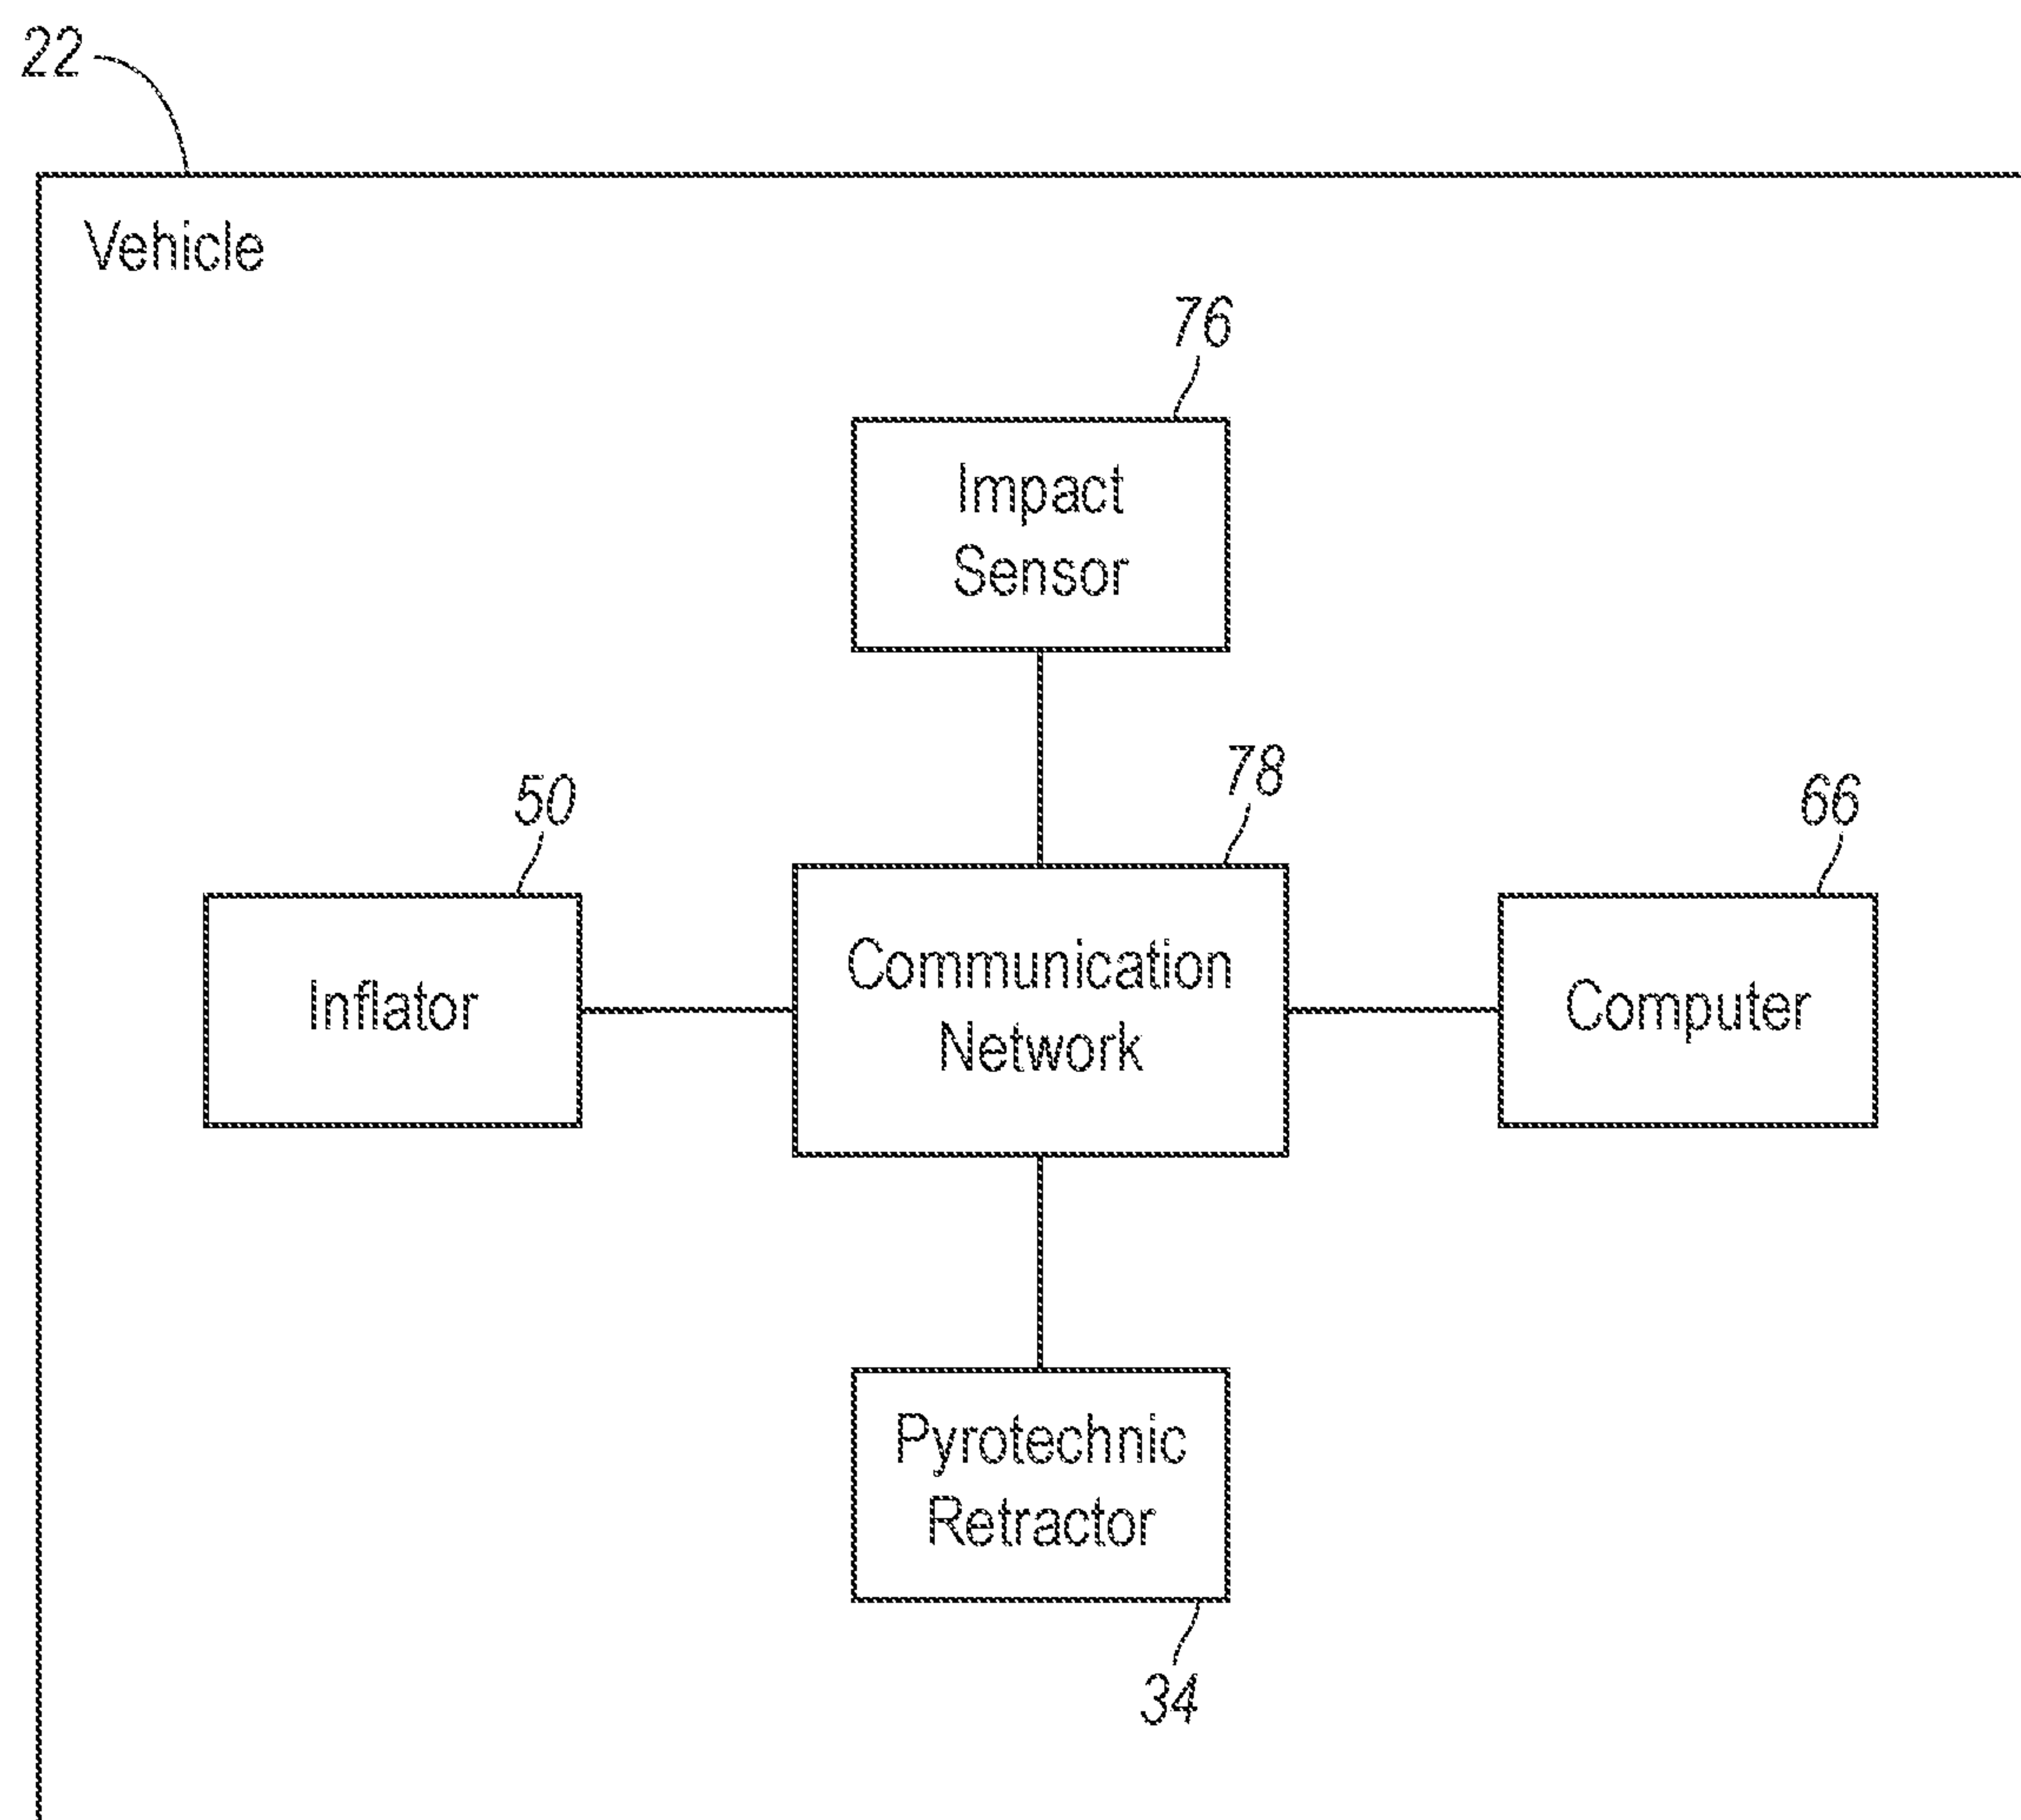 22
Vehicle
76
Impact
Sensor
50
78
66
Inflator
Communication
Network
Computer
Pyrotechnic
Retractor
34